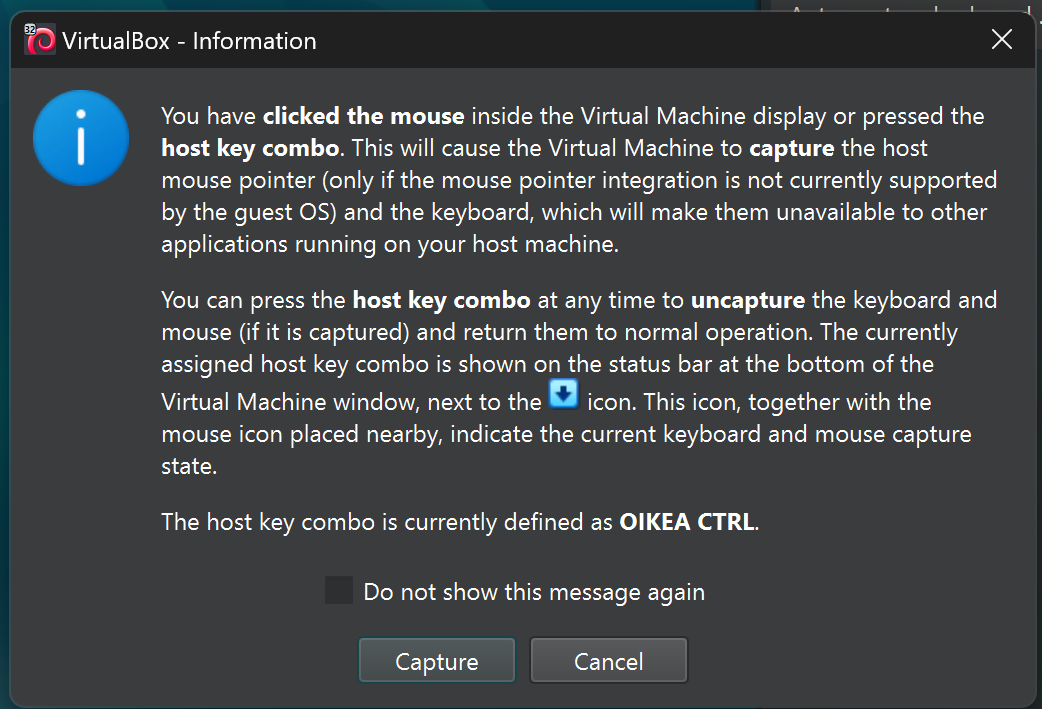 32
VirtualBox - Information
You have clicked the mouse inside the Virtual Machine display or pressed the
host key combo. This will cause the Virtual Machine to capture the host
mouse pointer (only if the mouse pointer integration is not currently supported
by the guest OS) and the keyboard, which will make them unavailable to other
applications running on your host machine.
You can press the host key combo at any time to uncapture the keyboard and
mouse (if it is captured) and return them to normal operation. The currently
assigned host key combo is shown on the status bar at the bottom of the
Virtual Machine window, next to the icon. This icon, together with the
mouse icon placed nearby, indicate the current keyboard and mouse capture
state.
The host key combo is currently defined as OIKEA CTRL.
Do not show this message again
Capture
Cancel